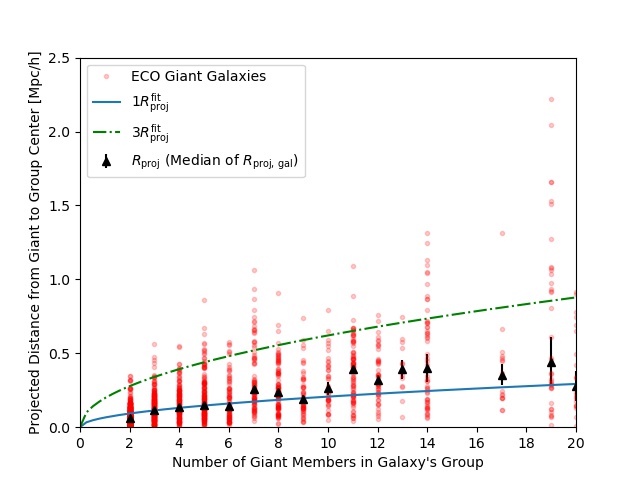 2.5
2.0
1.5
1.0
0.5
0.0
Projected Distance from Giant to Group Center [Mpc/h]
ECO Giant Galaxies
1R_proj^fit
3R_proj^fit
R_proj (Median of R_proj, gal)
0 2 4 6 8 10 12 14 16 18 20
Number of Giant Members in Galaxy's Group